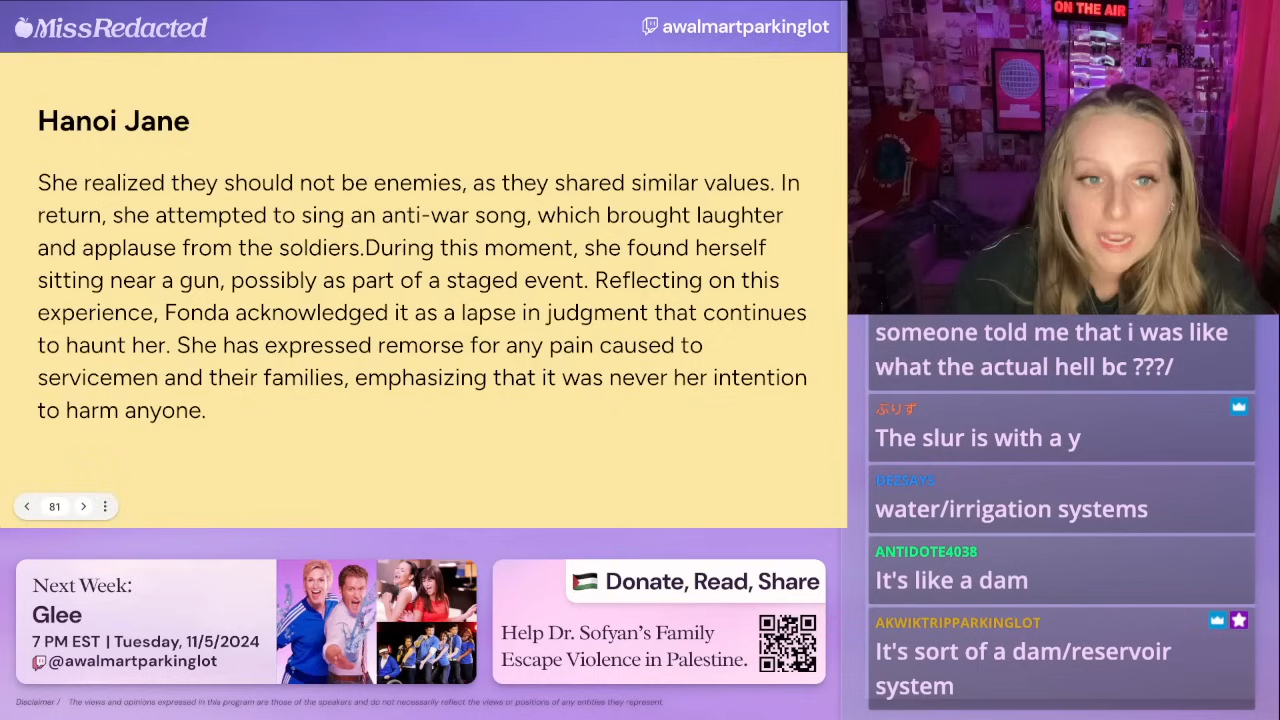 MissRedacted
awalmartparkinglot
ON THE AIR
Hanoi Jane
She realized they should not be enemies, as they shared similar values. In
return, she attempted to sing an anti-war song, which brought laughter
and applause from the soldiers.During this moment, she found herself
sitting near a gun, possibly as part of a staged event. Reflecting on this
experience, Fonda acknowledged it as a lapse in judgment that continues
to haunt her. She has expressed remorse for any pain caused to
servicemen and their families, emphasizing that it was never her intention
to harm anyone.
81
someone told me that i was like
what the actual hell bc ???/
ぷりず
The slur is with a y
DEZSAYS
water/irrigation systems
ANTIDOTE4038
It's like a dam
AKWIKTRIPPARKINGLOT
It's sort of a dam/reservoir
system
Next Week:
Glee
7 PM EST | Tuesday, 11/5/2024
@awalmartparkinglot
Donate, Read, Share
Help Dr. Sofyan's Family
Escape Violence in Palestine.
Disclaimer / The views and opinions expressed in this program are those of the speakers and do not necessarily reflect the views or positions of any entities they represent.